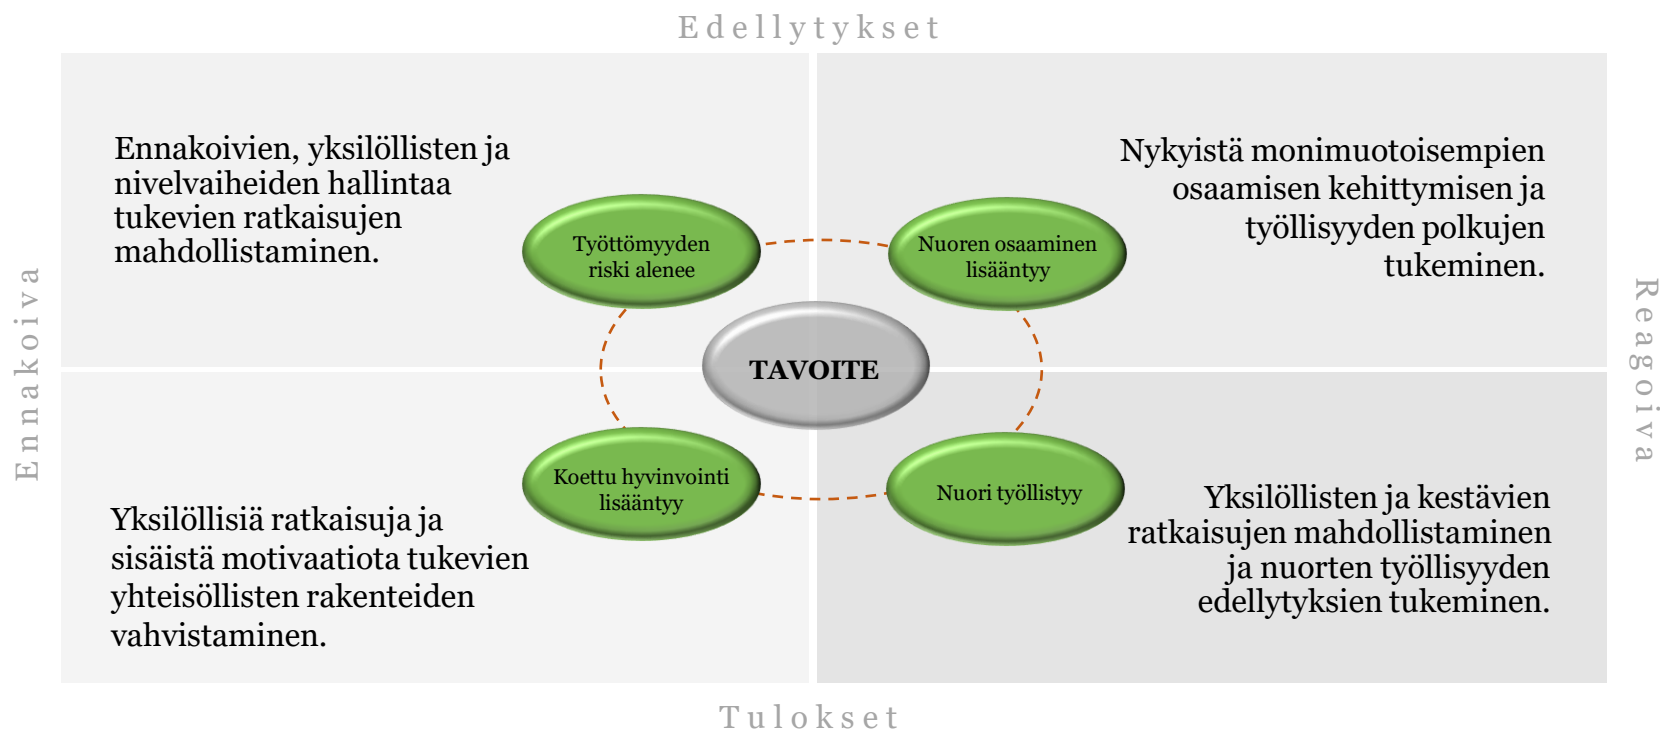 Edellytykset
Ennakoivien, yksilöllisten ja
nivelvaiheiden hallintaa
tukevien ratkaisujen
mahdollistaminen.
Nykyistä monimuotoisempien
osaamisen kehittymisen ja
työllisyyden polkujen
tukeminen.
Työttömyyden
riski alenee
Nuoren osaaminen
lisääntyy
Ennakoiva
TAVOITE
Reagoiva
Koettu hyvinvointi
lisääntyy
Nuori työllistyy
Yksilöllisiä ratkaisuja ja
sisäistä motivaatiota tukevien
yhteisöllisten rakenteiden
vahvistaminen.
Yksilöllisten ja kestävien
ratkaisujen mahdollistaminen
ja nuorten työllisyyden
edellytyksien tukeminen.
Tulokset